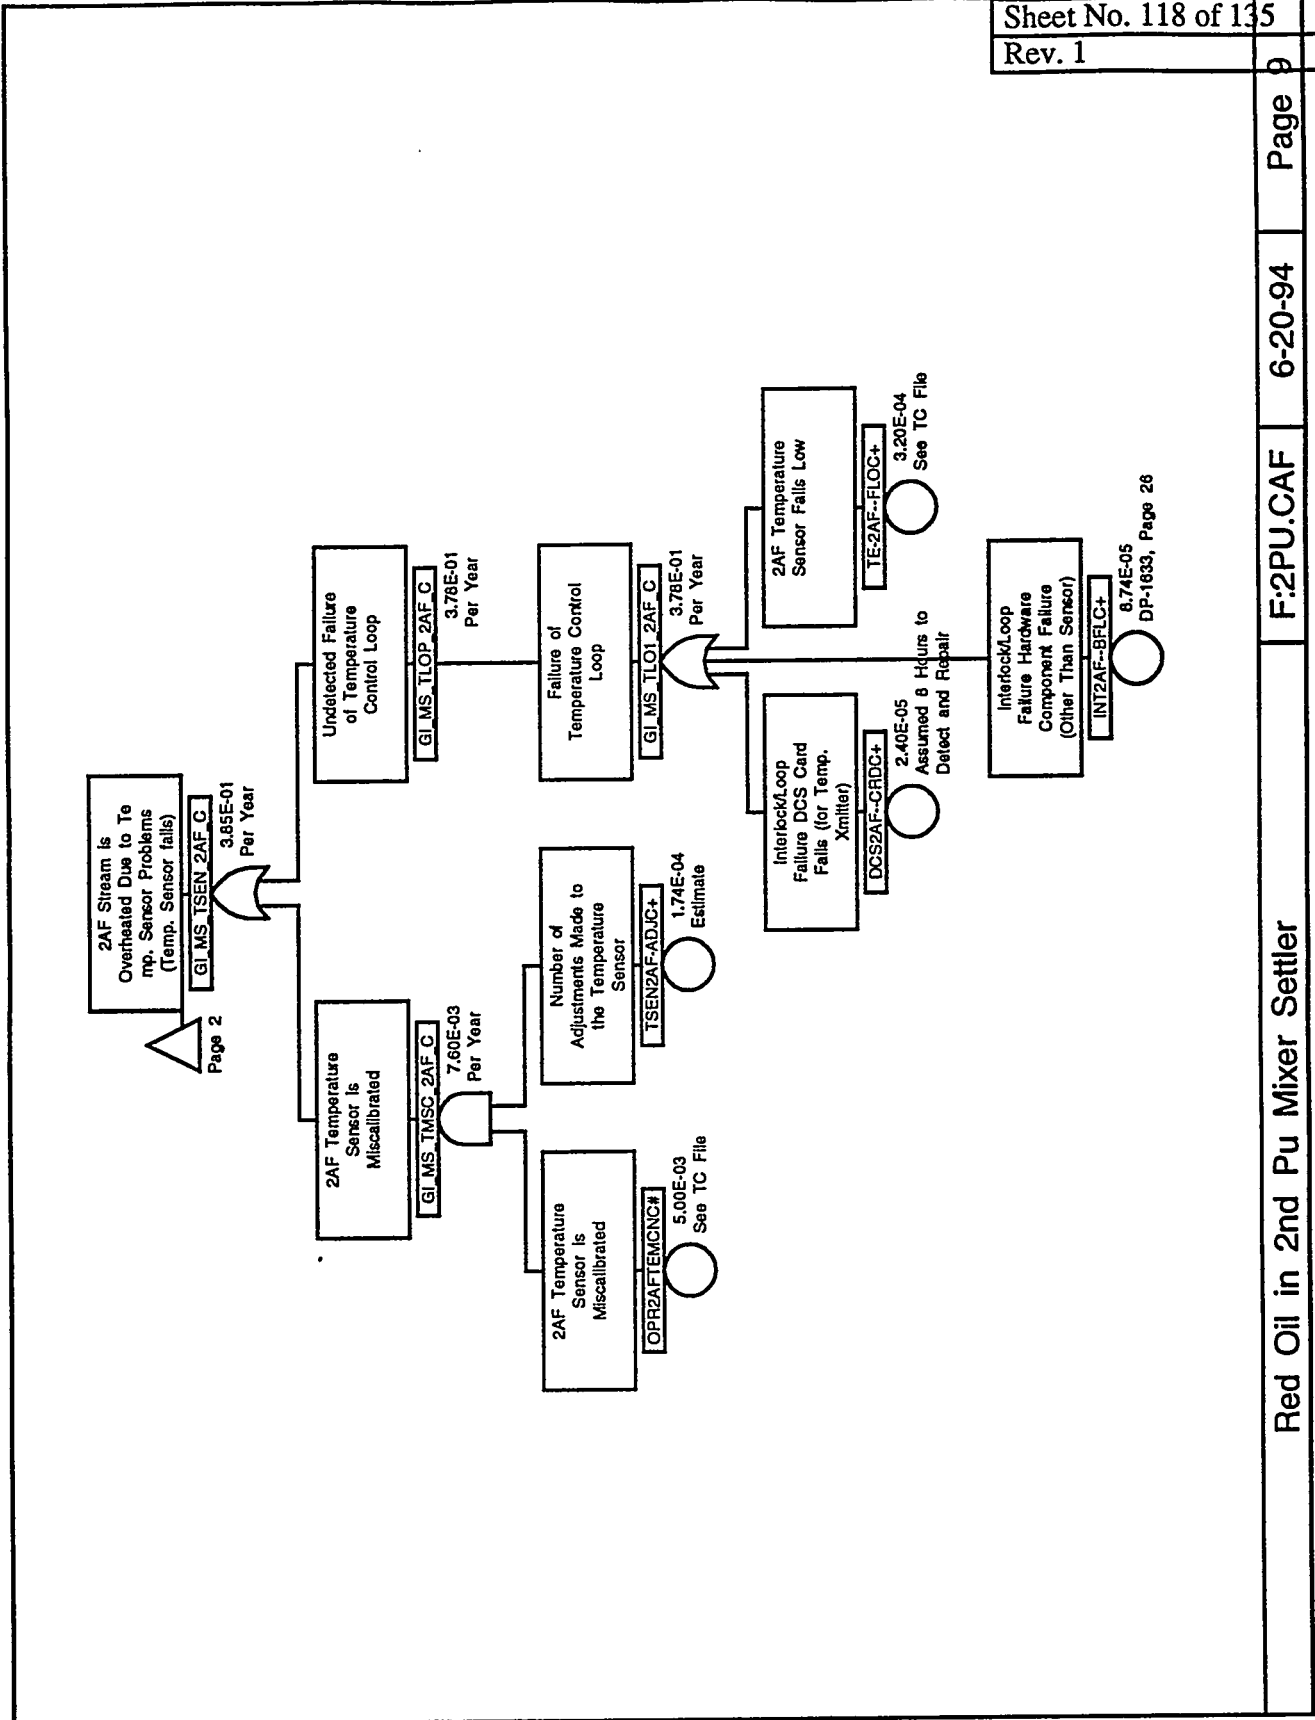 Sheet No. 118 of 135
Rev. 1
2AF Stream is
Overheated Due to Te
mp. Sensor Problems
(Temp. Sensor fails)
GI_MS_TSEN_2AF_C
3.85E-01
Per Year
Page 2
2AF Temperature
Sensor is
Miscalibrated
GI_MS_TMSC_2AF_C
7.60E-03
Per Year
Undetected Failure
of Temperature
Control Loop
GI_MS_TLOP_2AF_C
3.78E-01
Per Year
2AF Temperature
Sensor is
Miscalibrated
OPR2AFTEMCNC#
5.00E-03
See TC File
Number of
Adjustments Made to
the Temperature
Sensor
TSEN2AF-ADJC+
1.74E-04
Estimate
Failure of
Temperature Control
Loop
GI_MS_TLO1_2AF_C
3.78E-01
Per Year
Interlock/Loop
Failure DCS Card
Fails (for Temp.
Xmitter)
DCS2AF--CRDC+
2.40E-05
Assumed 8 Hours to
Detect and Repair
2AF Temperature
Sensor Fails Low
TE-2AF--FLOC+
3.20E-04
See TC File
Interlock/Loop
Failure Hardware
Component Failure
(Other Than Sensor)
INT2AF--BFLC+
8.74E-05
DP-1633, Page 26
Red Oil in 2nd Pu Mixer Settler
F:2PU.CAF
6-20-94
Page 9